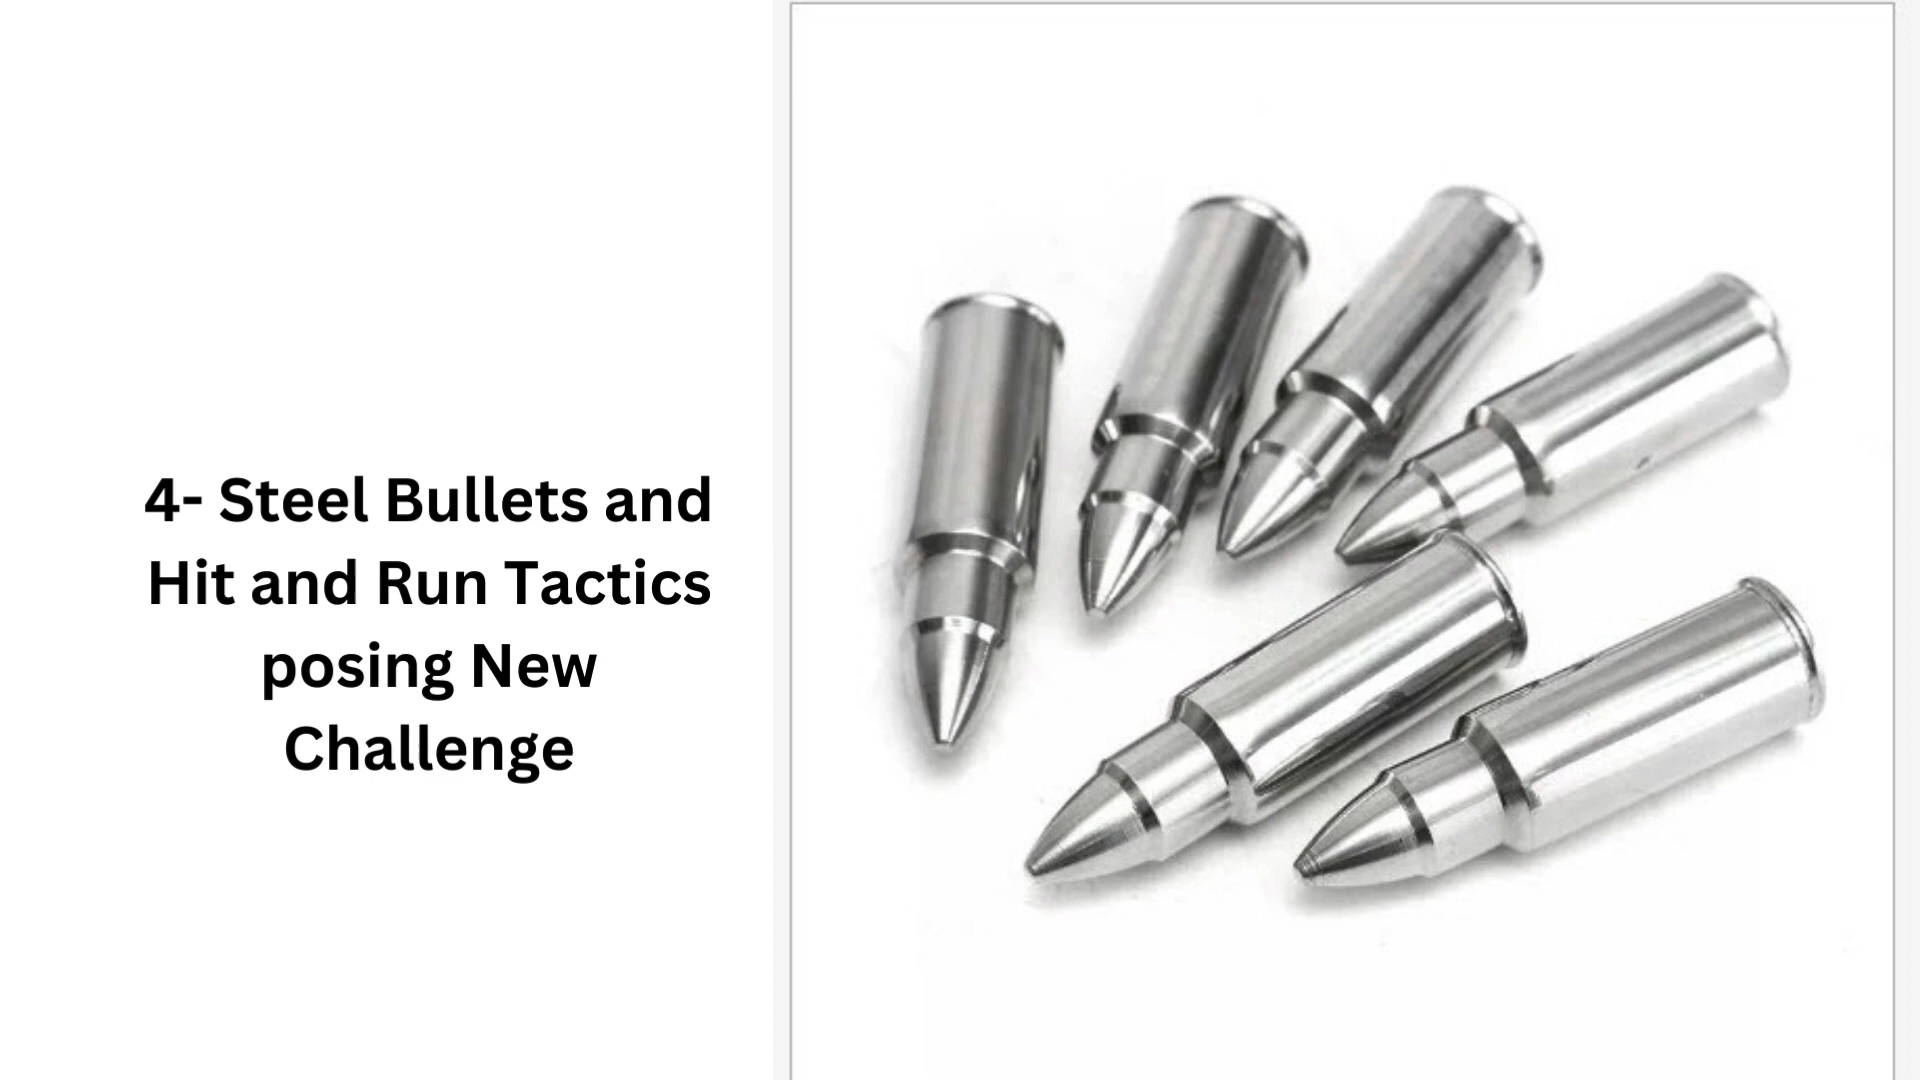 4- Steel Bullets and
Hit and Run Tactics
posing New
Challenge